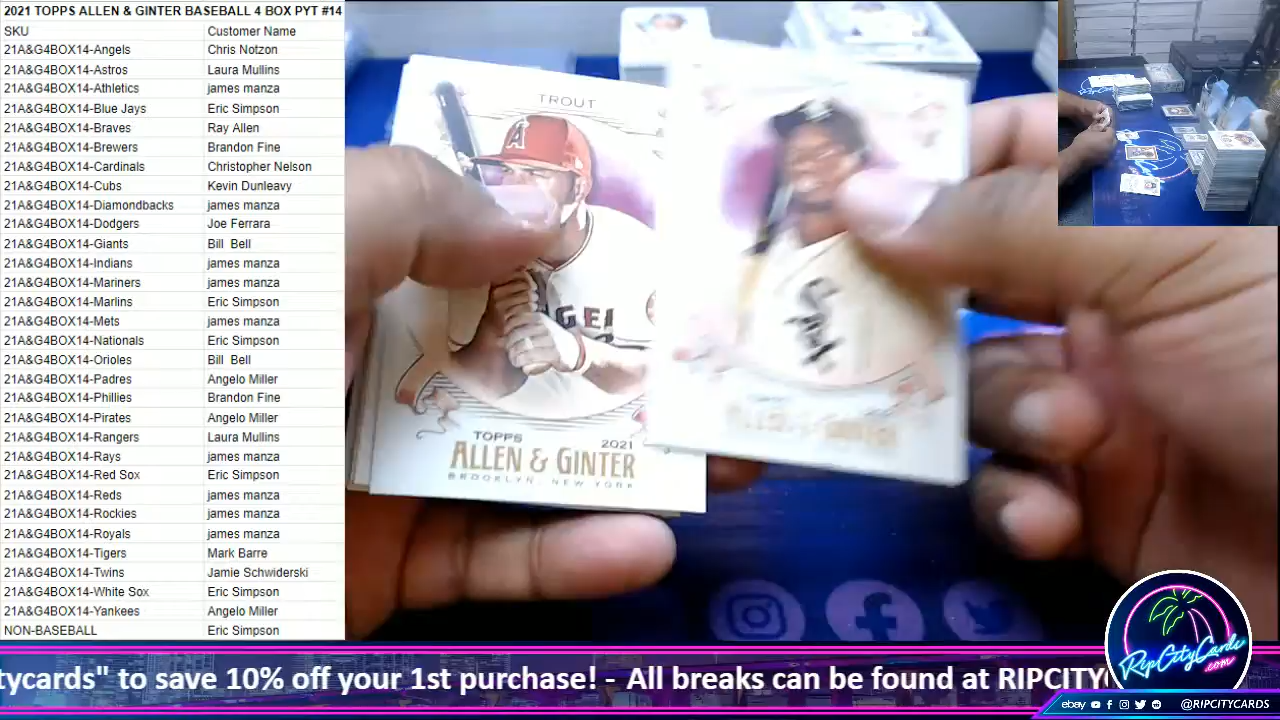 2021 TOPPS ALLEN & GINTER BASEBALL 4 BOX PYT #14
SKU Customer Name
21A&G4BOX14-Angels Chris Notzon
21A&G4BOX14-Astros Laura Mullins
21A&G4BOX14-Athletics james manza
21A&G4BOX14-Blue Jays Eric Simpson
21A&G4BOX14-Braves Ray Allen
21A&G4BOX14-Brewers Brandon Fine
21A&G4BOX14-Cardinals Christopher Nelson
21A&G4BOX14-Cubs Kevin Dunleavy
21A&G4BOX14-Diamondbacks james manza
21A&G4BOX14-Dodgers Joe Ferrara
21A&G4BOX14-Giants Bill Bell
21A&G4BOX14-Indians james manza
21A&G4BOX14-Mariners james manza
21A&G4BOX14-Marlins Eric Simpson
21A&G4BOX14-Mets james manza
21A&G4BOX14-Nationals Eric Simpson
21A&G4BOX14-Orioles Bill Bell
21A&G4BOX14-Padres Angelo Miller
21A&G4BOX14-Phillies Brandon Fine
21A&G4BOX14-Pirates Angelo Miller
21A&G4BOX14-Rangers Laura Mullins
21A&G4BOX14-Rays james manza
21A&G4BOX14-Red Sox Eric Simpson
21A&G4BOX14-Reds james manza
21A&G4BOX14-Rockies james manza
21A&G4BOX14-Royals james manza
21A&G4BOX14-Tigers Mark Barre
21A&G4BOX14-Twins Jamie Schwiderski
21A&G4BOX14-White Sox Eric Simpson
21A&G4BOX14-Yankees Angelo Miller
NON-BASEBALL Eric Simpson
TROUT
A
ANGEL
TOPPS 2021
ALLEN & GINTER
BROOKLYN, NEW YORK
tycards" to save 10% off your 1st purchase! - All breaks can be found at RIPCITY
RipCityCards
.com
ebay @RIPCITYCARDS